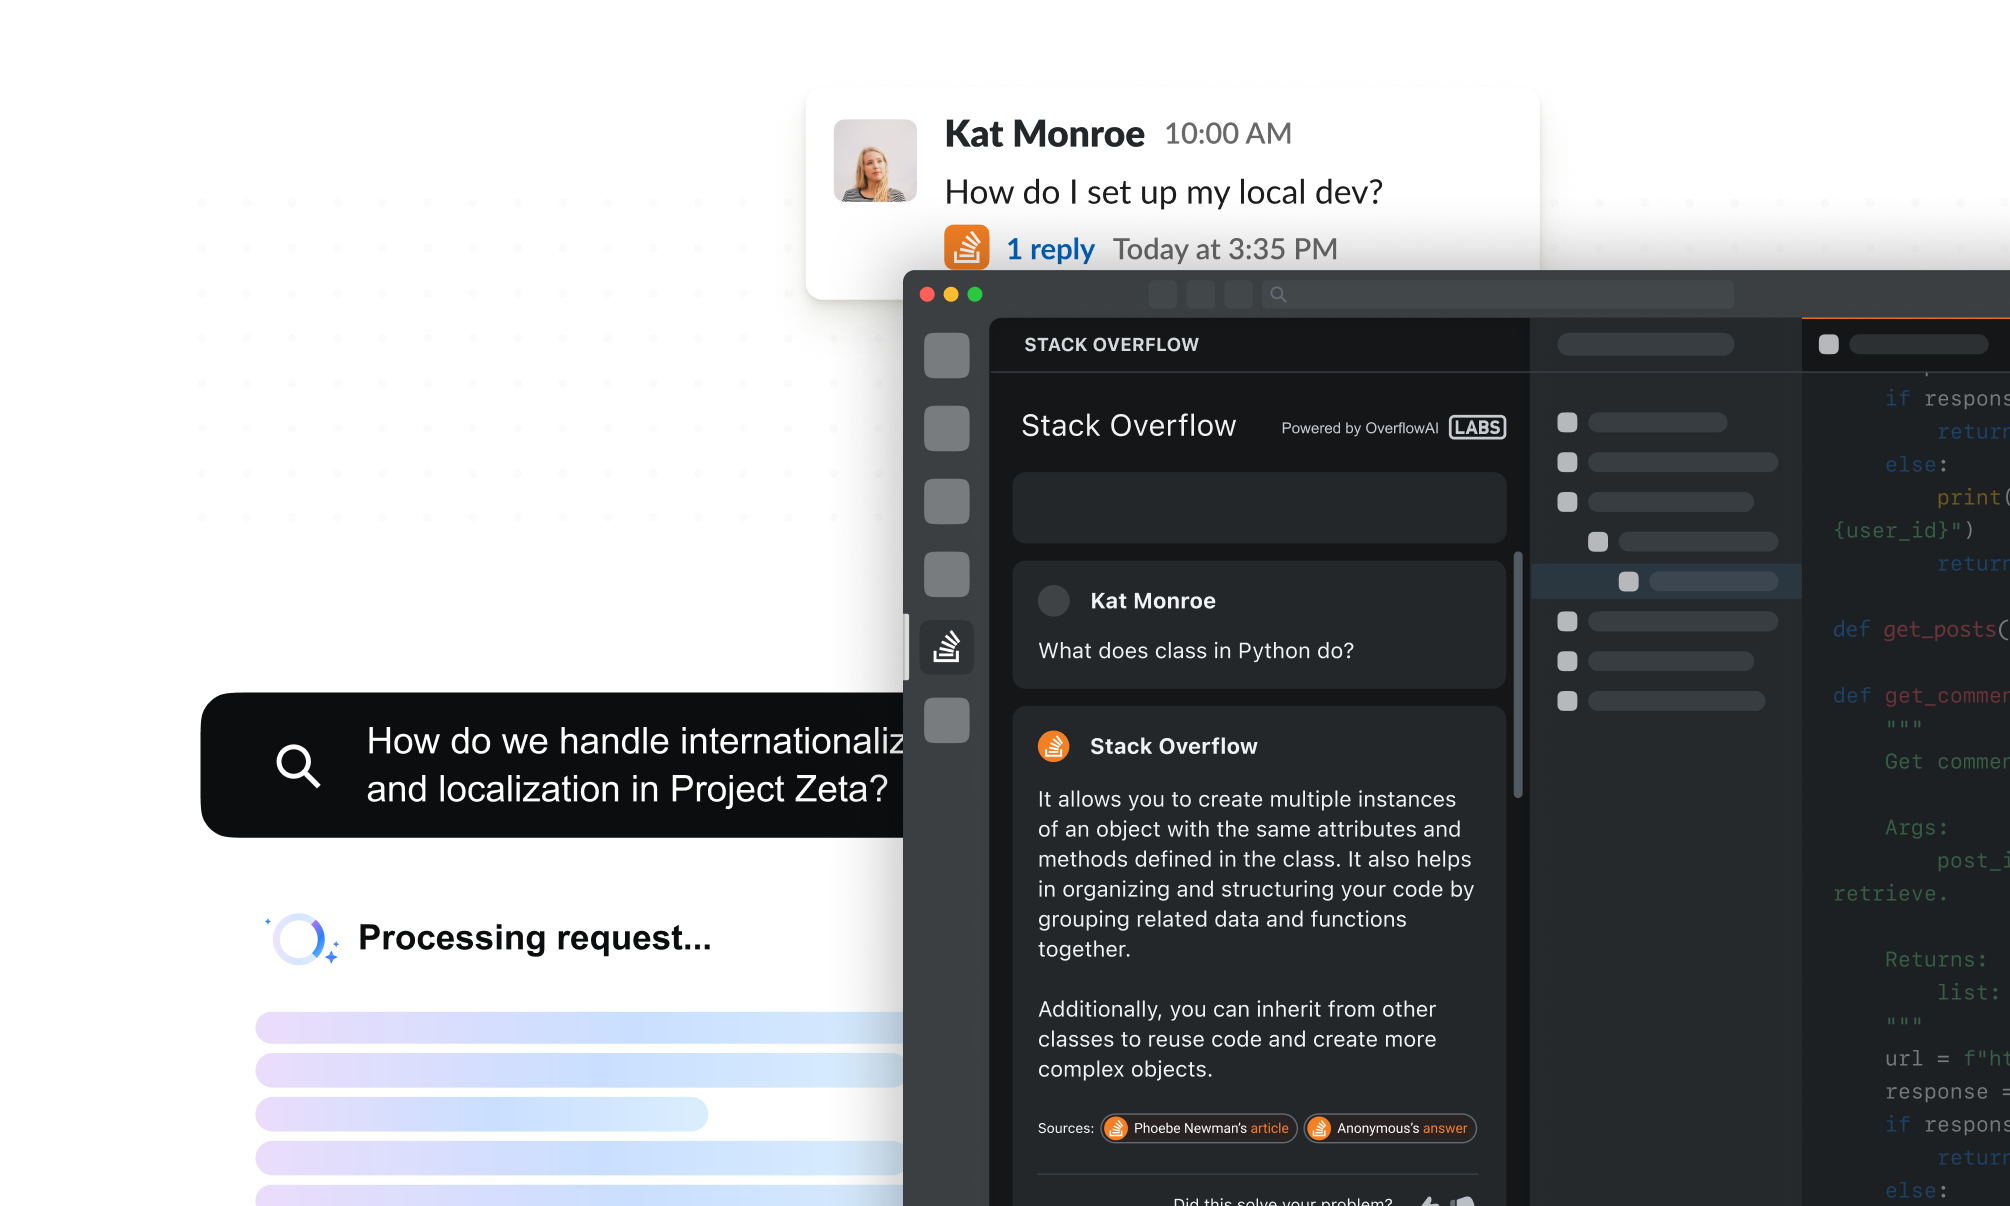 Kat Monroe 10:00 AM
How do I set up my local dev?
1 reply Today at 3:35 PM
How do we handle internationaliz
and localization in Project Zeta?
Processing request...
STACK OVERFLOW
Stack Overflow Powered by OverflowAI LABS
Kat Monroe
What does class in Python do?
Stack Overflow
It allows you to create multiple instances
of an object with the same attributes and
methods defined in the class. It also helps
in organizing and structuring your code by
grouping related data and functions
together.
Additionally, you can inherit from other
classes to reuse code and create more
complex objects.
Sources: Phoebe Newman's article Anonymous's answer
Did this solve your problem?
if respons
return
else:
print(
{user_id}")
return
def get_posts(
def get_commen
"""
Get commen
Args:
post_i
retrieve.
Returns:
list:
"""
url = f"ht
response =
if respons
return
else: